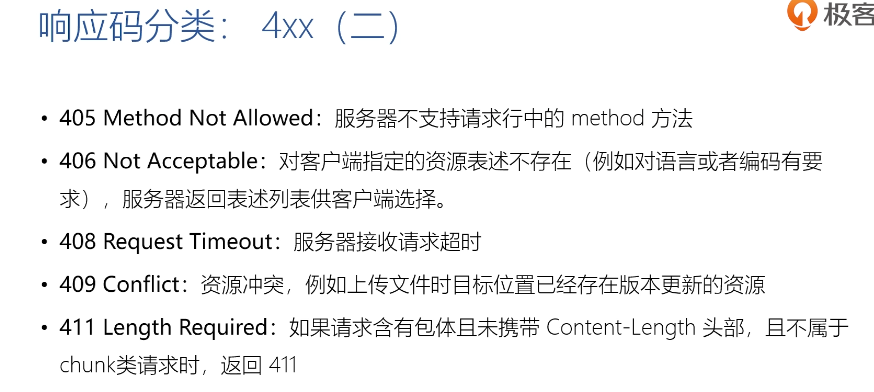 响应码分类： 4xx（二）
极客
• 405 Method Not Allowed：服务器不支持请求行中的 method 方法
• 406 Not Acceptable：对客户端指定的资源表述不存在（例如对语言或者编码有要
求），服务器返回表述列表供客户端选择。
• 408 Request Timeout：服务器接收请求超时
• 409 Conflict：资源冲突，例如上传文件时目标位置已经存在版本更新的资源
• 411 Length Required：如果请求含有包体且未携带 Content-Length 头部，且不属于
chunk类请求时，返回 411